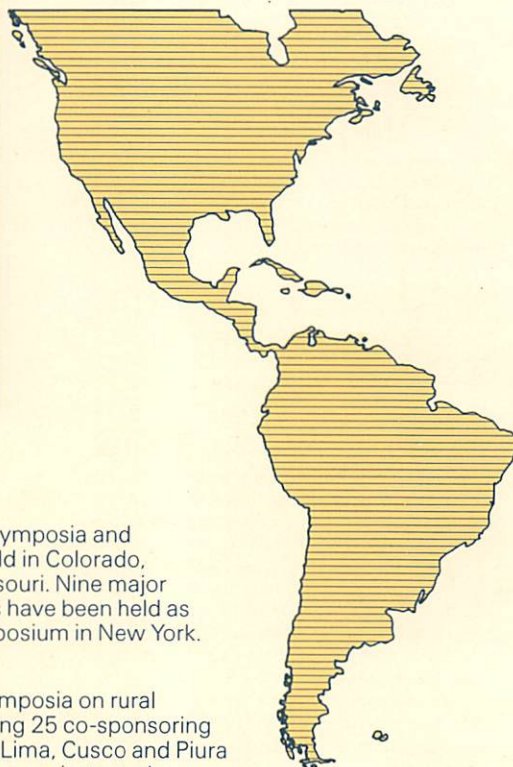 ymposia and
ld in Colorado,
souri. Nine major
s have been held as
posium in New York.
mposia on rural
ng 25 co-sponsoring
Lima, Cusco and Piura